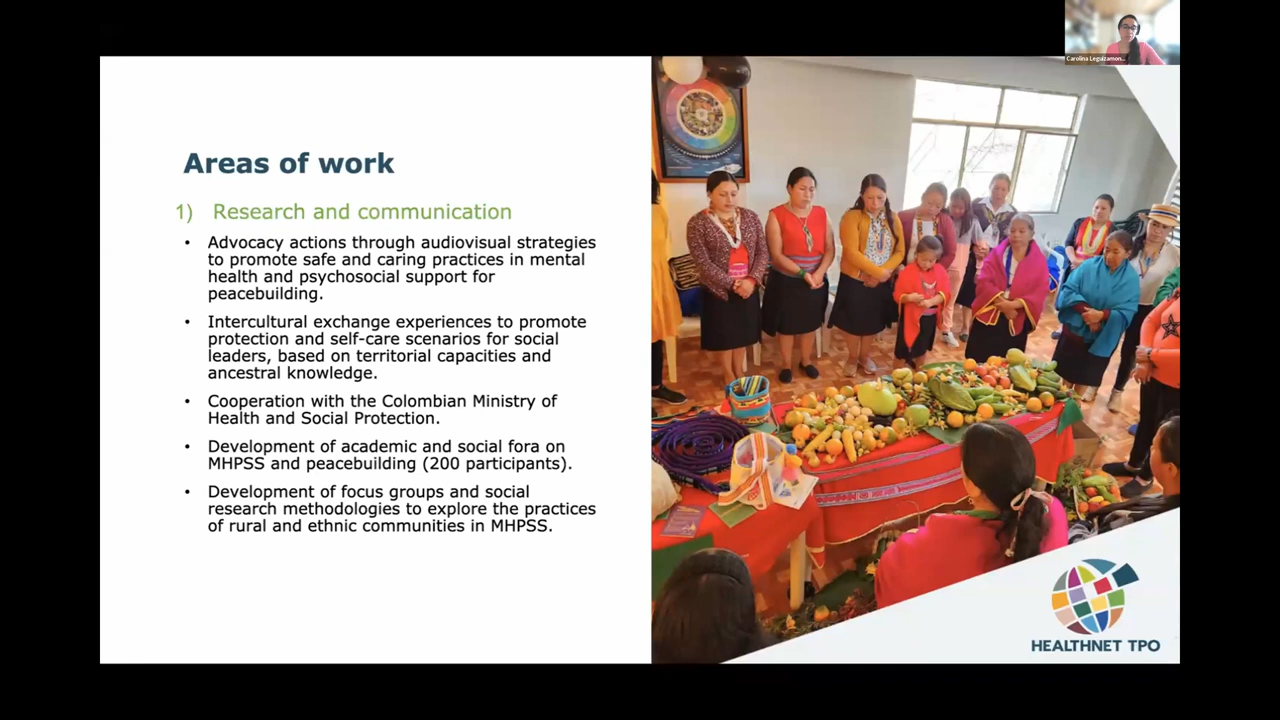 Carolina Leguizamon...
Areas of work
1) Research and communication
• Advocacy actions through audiovisual strategies
to promote safe and caring practices in mental
health and psychosocial support for
peacebuilding.
• Intercultural exchange experiences to promote
protection and self-care scenarios for social
leaders, based on territorial capacities and
ancestral knowledge.
• Cooperation with the Colombian Ministry of
Health and Social Protection.
• Development of academic and social fora on
MHPSS and peacebuilding (200 participants).
• Development of focus groups and social
research methodologies to explore the practices
of rural and ethnic communities in MHPSS.
HEALTHNET TPO